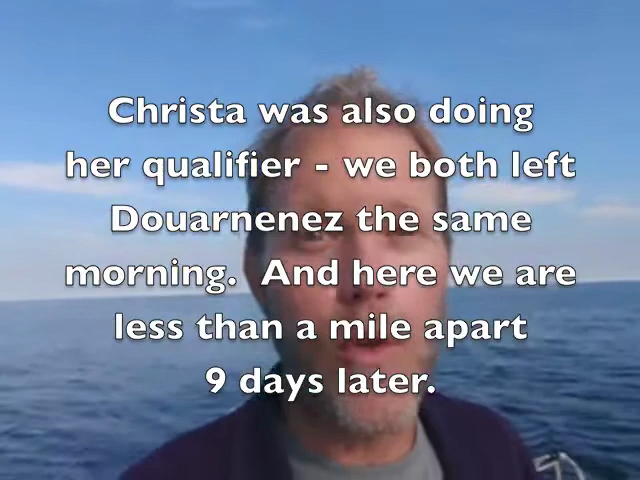 Christa was also doing
her qualifier - we both left
Douarnenez the same
morning.  And here we are
less than a mile apart
9 days later.